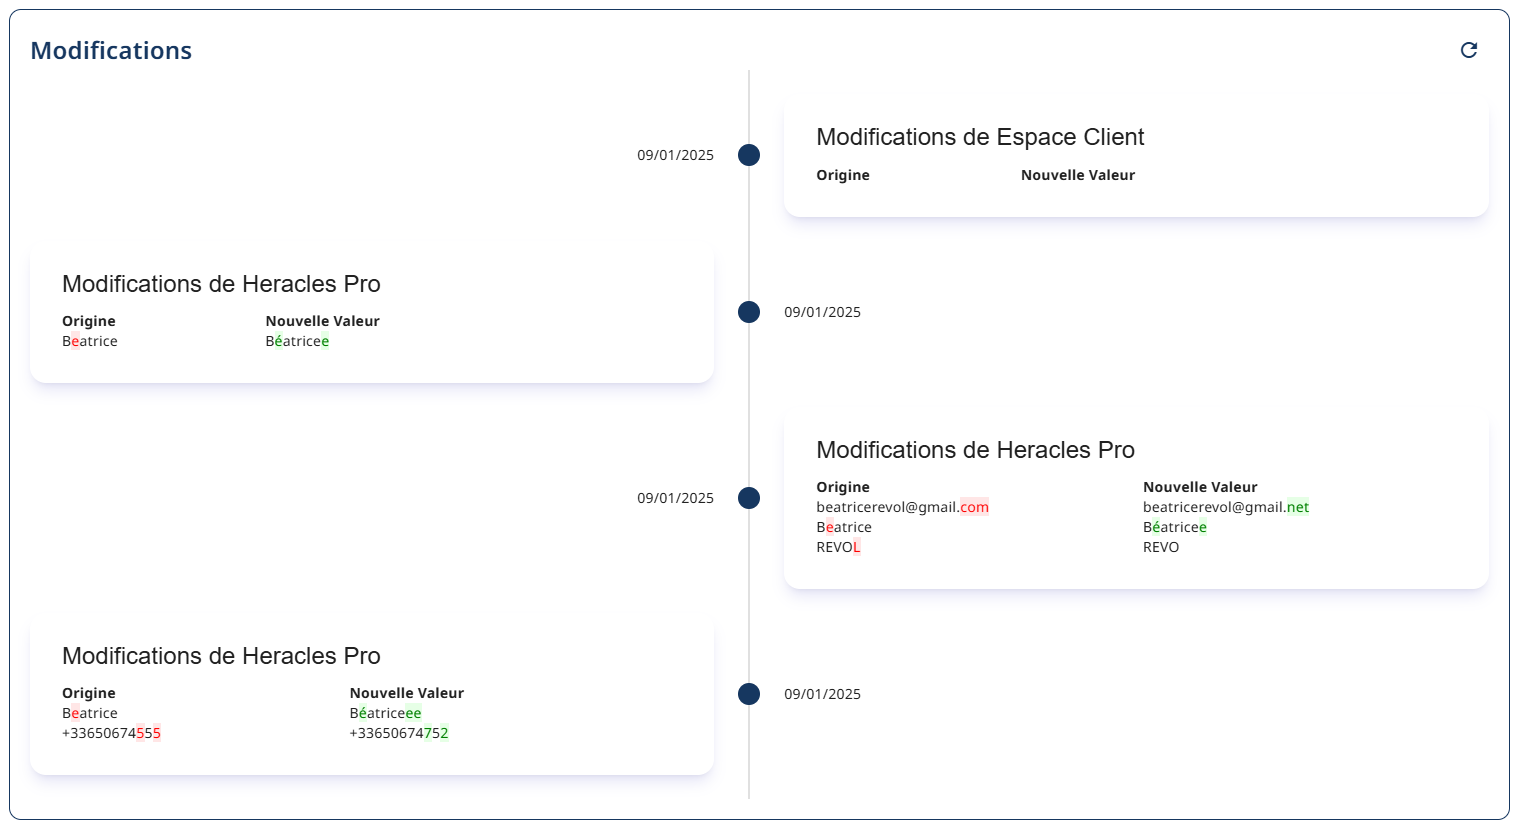 Modifications
09/01/2025
Modifications de Espace Client
Origine Nouvelle Valeur
Modifications de Heracles Pro
Origine Nouvelle Valeur
Beatrice Béatricee
09/01/2025
09/01/2025
Modifications de Heracles Pro
Origine Nouvelle Valeur
beatricerevol@gmail.com beatricerevol@gmail.net
Beatrice Béatricee
REVOL REVO
Modifications de Heracles Pro
Origine Nouvelle Valeur
Beatrice Béatriceee
+33650674555 +33650674752
09/01/2025